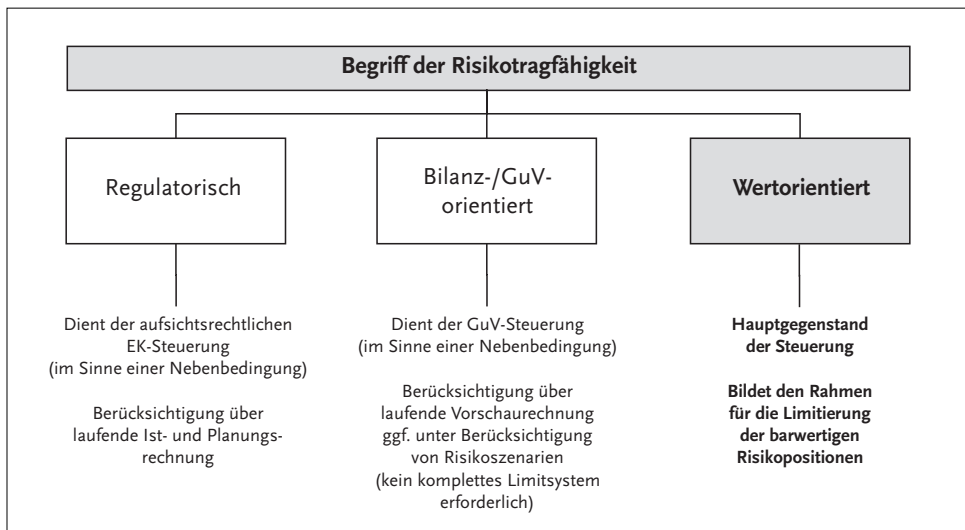 Begriff der Risikotragfähigkeit
Regulatorisch
Bilanz-/GuV-
orientiert
Wertorientiert
Dient der aufsichtsrechtlichen
EK-Steuerung
(im Sinne einer Nebenbedingung)
Berücksichtigung über
laufende Ist- und Planungs-
rechnung
Dient der GuV-Steuerung
(im Sinne einer Nebenbedingung)
Berücksichtigung über
laufende Vorschaurechnung
ggf. unter Berücksichtigung
von Risikoszenarien
(kein komplettes Limitsystem
erforderlich)
Hauptgegenstand
der Steuerung
Bildet den Rahmen
für die Limitierung
der barwertigen
Risikopositionen